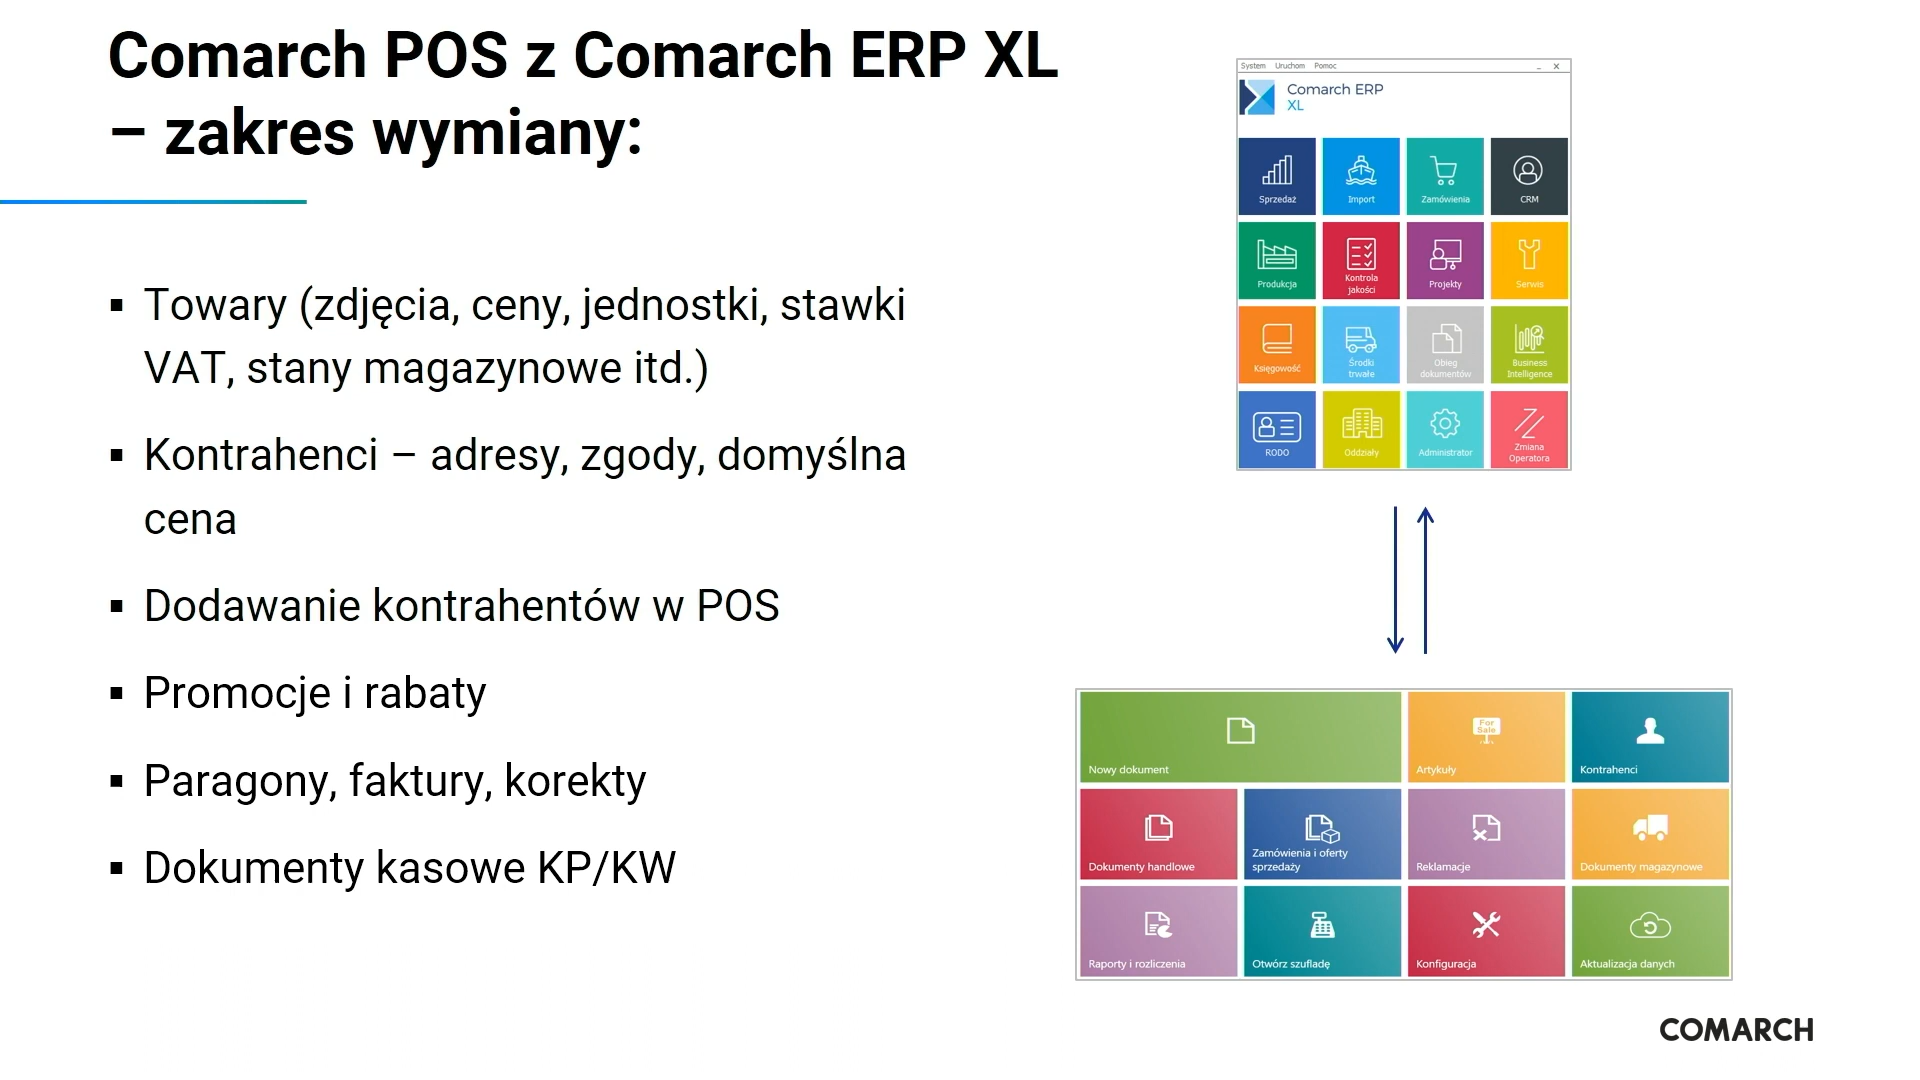 Comarch POS z Comarch ERP XL
– zakres wymiany:
▪ Towary (zdjęcia, ceny, jednostki, stawki
VAT, stany magazynowe itd.)
▪ Kontrahenci – adresy, zgody, domyślna
cena
▪ Dodawanie kontrahentów w POS
▪ Promocje i rabaty
▪ Paragony, faktury, korekty
▪ Dokumenty kasowe KP/KW
System Uruchom Pomoc
Comarch ERP
XL
Sprzedaż
Import
Zamówienia
CRM
Produkcja
Kontrola
jakości
Projekty
Serwis
Księgowość
Środki
trwałe
Obieg
dokumentów
Business
Intelligence
RODO
Oddziały
Administrator
Zmiana
Operatora
Nowy dokument
For
Sale
Artykuły
Kontrahenci
Dokumenty handlowe
Zamówienia i oferty
sprzedaży
Reklamacje
Dokumenty magazynowe
Raporty i rozliczenia
Otwórz szufladę
Konfiguracja
Aktualizacja danych
COMARCH